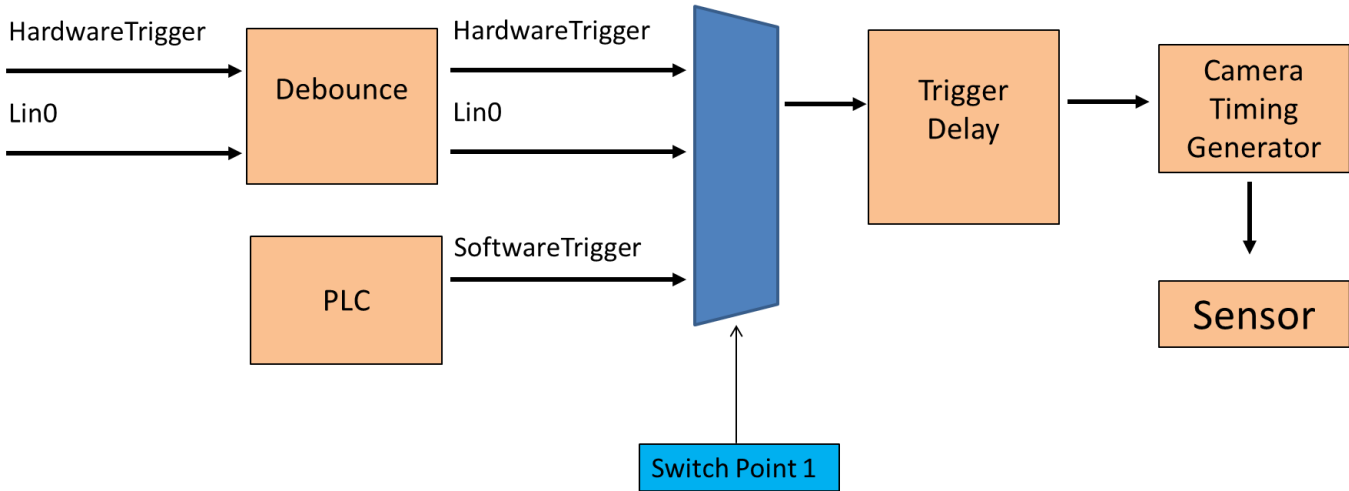 HardwareTrigger
Lin0
Debounce
HardwareTrigger
Lin0
PLC
SoftwareTrigger
Trigger
Delay
Camera
Timing
Generator
Sensor
Switch Point 1